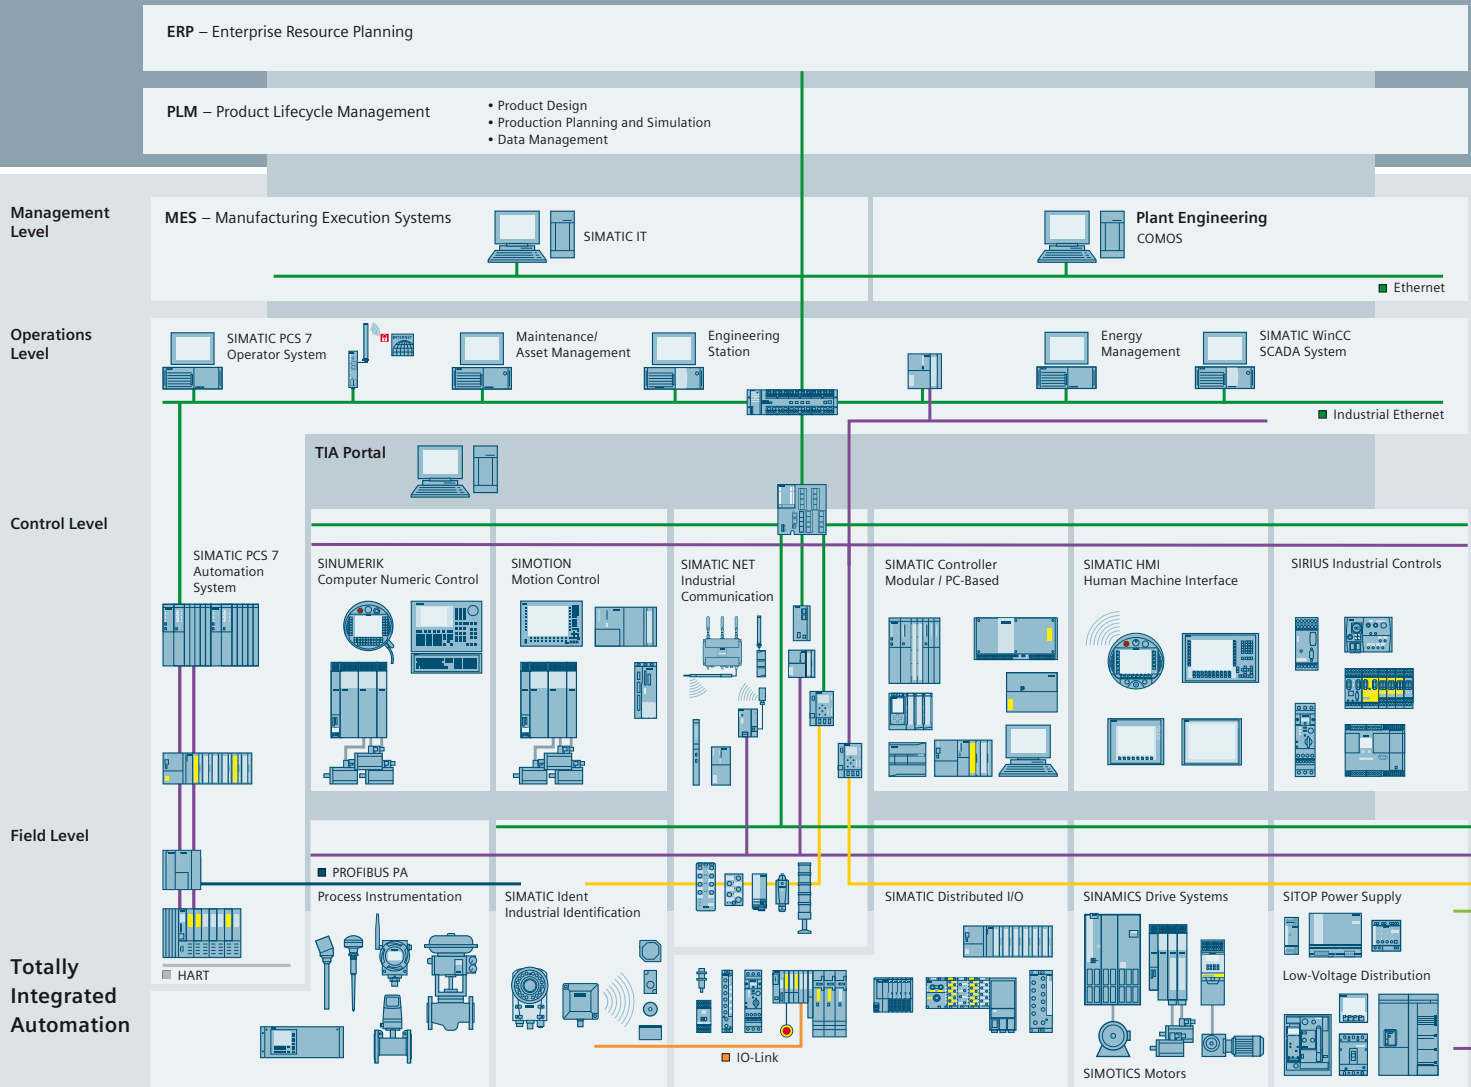 ERP – Enterprise Resource Planning
PLM – Product Lifecycle Management
• Product Design
• Production Planning and Simulation
• Data Management
Management
Level
MES – Manufacturing Execution Systems
SIMATIC IT
Plant Engineering
COMOS
Ethernet
Operations
Level
SIMATIC PCS 7
Operator System
INTERNET
Maintenance/
Asset Management
Engineering
Station
Energy
Management
SIMATIC WinCC
SCADA System
Industrial Ethernet
TIA Portal
Control Level
SIMATIC PCS 7
Automation
System
SINUMERIK
Computer Numeric Control
SIMOTION
Motion Control
SIMATIC NET
Industrial
Communication
SIMATIC Controller
Modular / PC-Based
SIMATIC HMI
Human Machine Interface
SIRIUS Industrial Controls
Field Level
PROFIBUS PA
Process Instrumentation
SIMATIC Ident
Industrial Identification
SIMATIC Distributed I/O
SINAMICS Drive Systems
SITOP Power Supply
Totally
Integrated
Automation
HART
Low-Voltage Distribution
IO-Link
SIMOTICS Motors